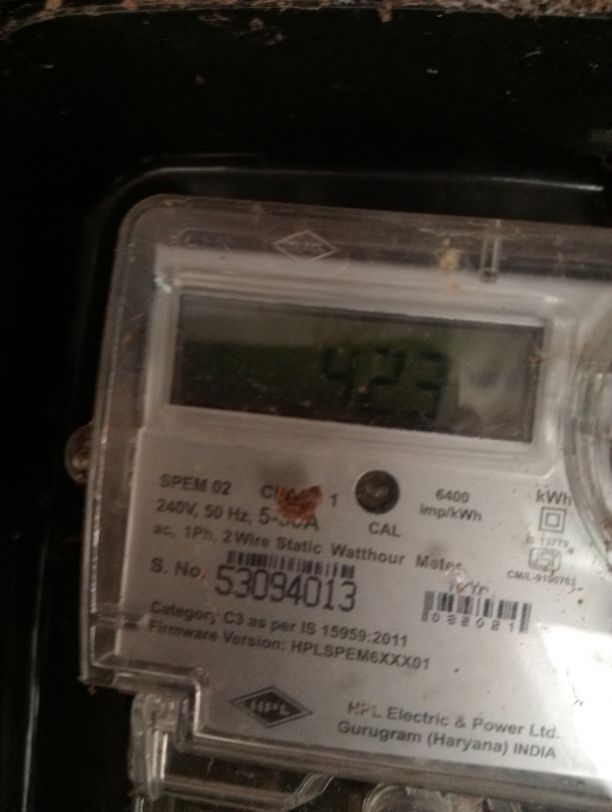 423
SPEM 02
1
6400
imp/kWh
kWh
240V, 50 Hz,
CAL
ac, 1Ph, 2 Wire Static Watthour Meter
S. No. 53094013
Category: C3 as per IS 15959:2011
Firmware Version: HPLSPEM6XXX01
082021
HPL
HPL Electric & Power Ltd.
Gurugram (Haryana) INDIA